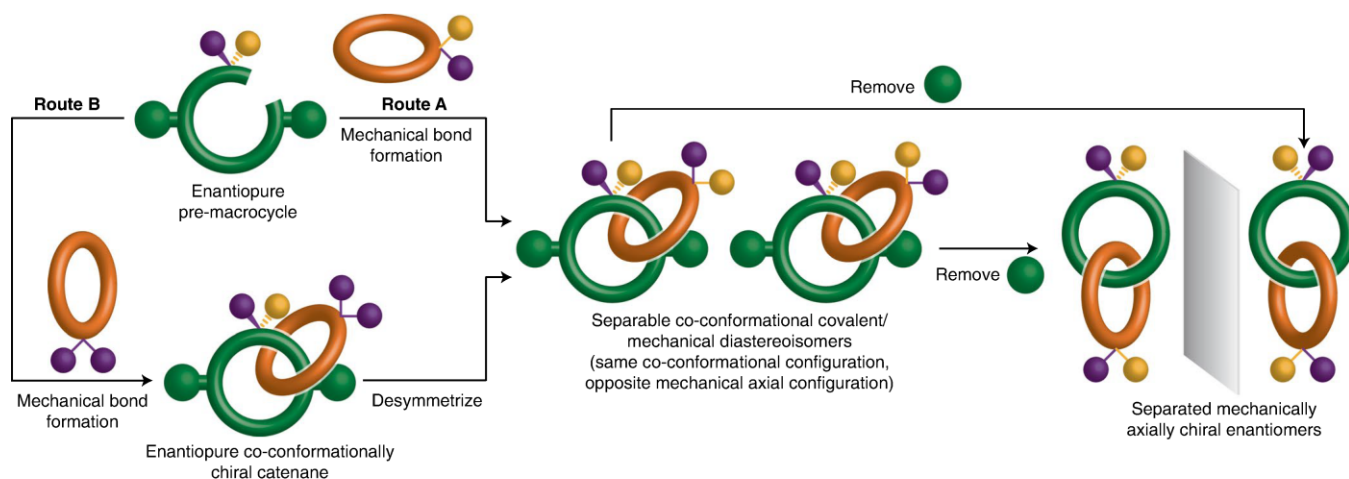 Route B
Route A
Mechanical bond
formation
Enantiopure
pre-macrocycle
Mechanical bond
formation
Enantiopure co-conformationally
chiral catenane
Desymmetrize
Remove
Separable co-conformational covalent/
mechanical diastereoisomers
(same co-conformational configuration,
opposite mechanical axial configuration)
Remove
Separated mechanically
axially chiral enantiomers